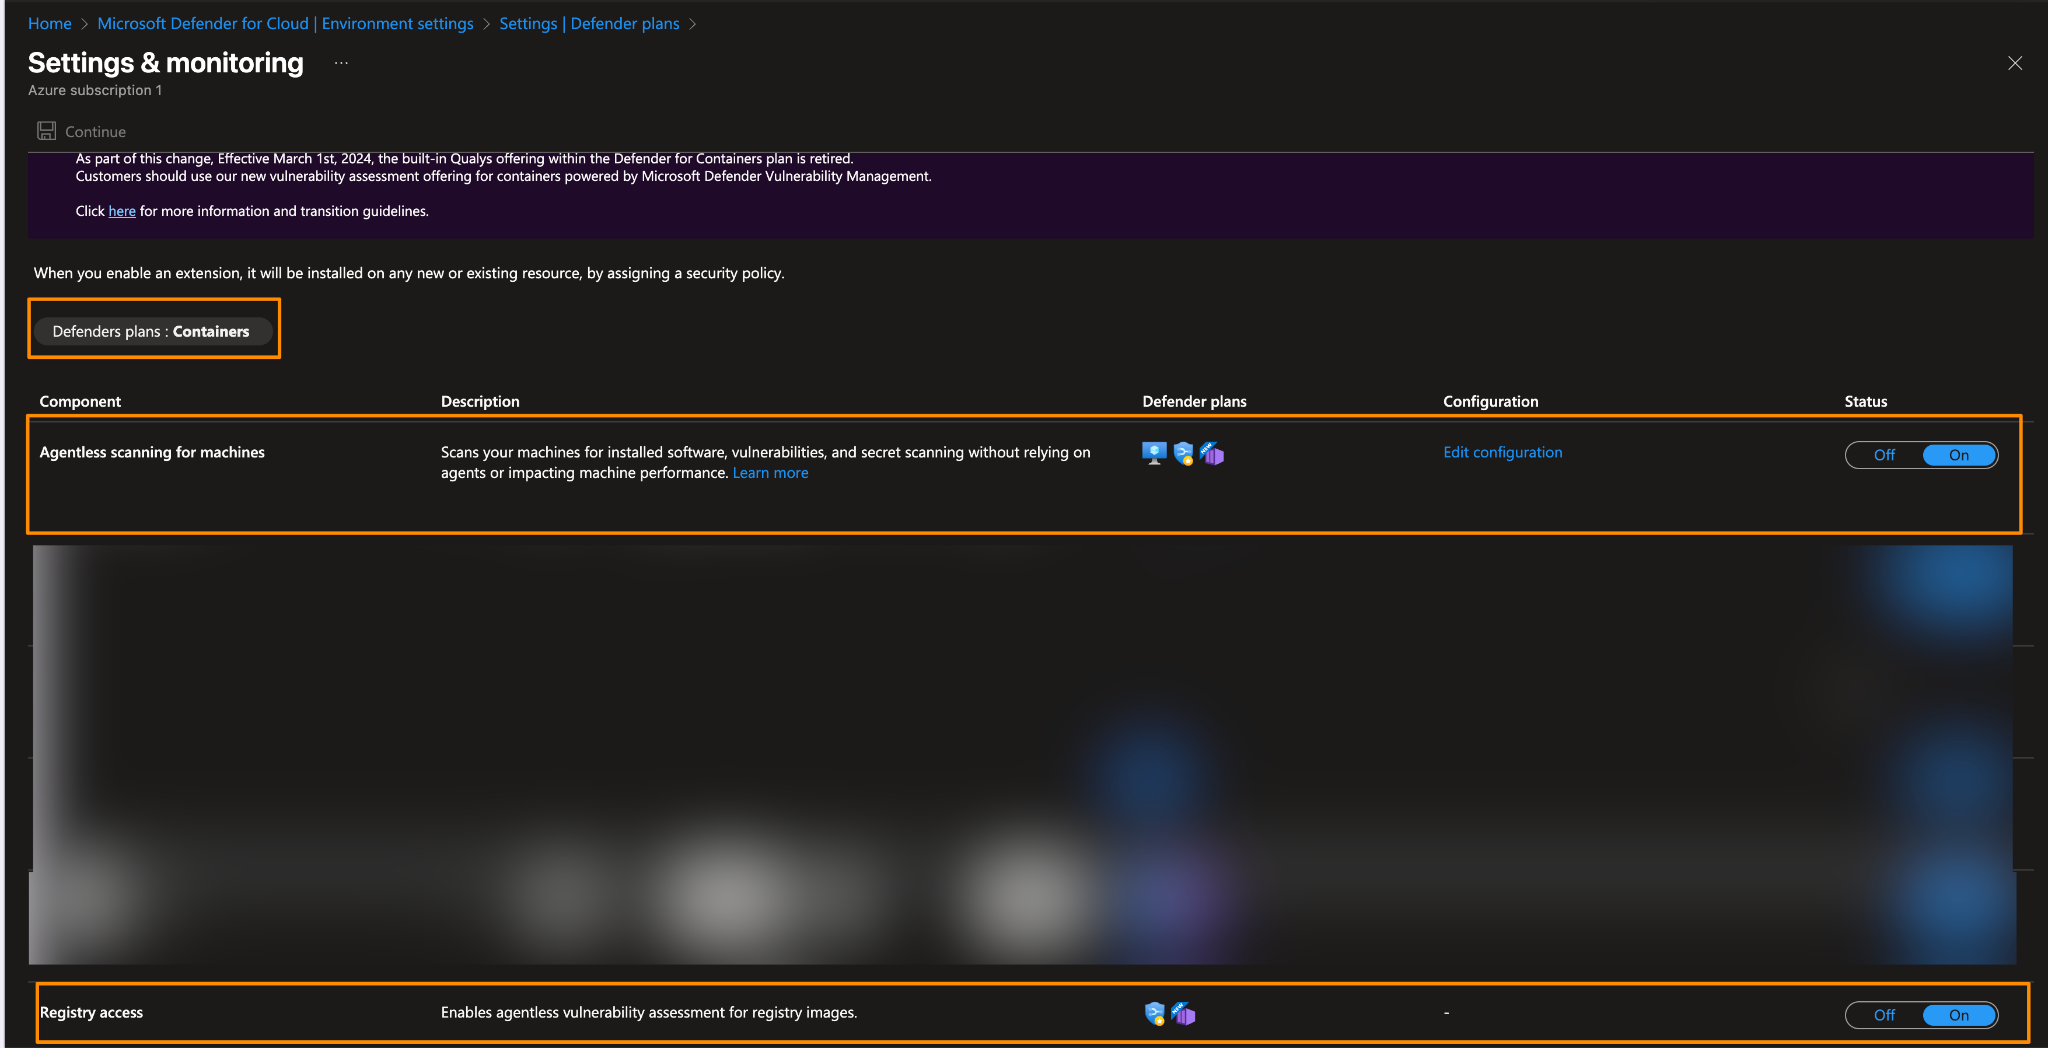 Home > Microsoft Defender for Cloud | Environment settings > Settings | Defender plans >
Settings & monitoring ...
Azure subscription 1
Continue
As part of this change, Effective March 1st, 2024, the built-in Qualys offering within the Defender for Containers plan is retired.
Customers should use our new vulnerability assessment offering for containers powered by Microsoft Defender Vulnerability Management.
Click here for more information and transition guidelines.
When you enable an extension, it will be installed on any new or existing resource, by assigning a security policy.
Defenders plans : Containers
Component Description Defender plans Configuration Status
Agentless scanning for machines Scans your machines for installed software, vulnerabilities, and secret scanning without relying on Edit configuration Off On
agents or impacting machine performance. Learn more
Registry access Enables agentless vulnerability assessment for registry images. - Off On